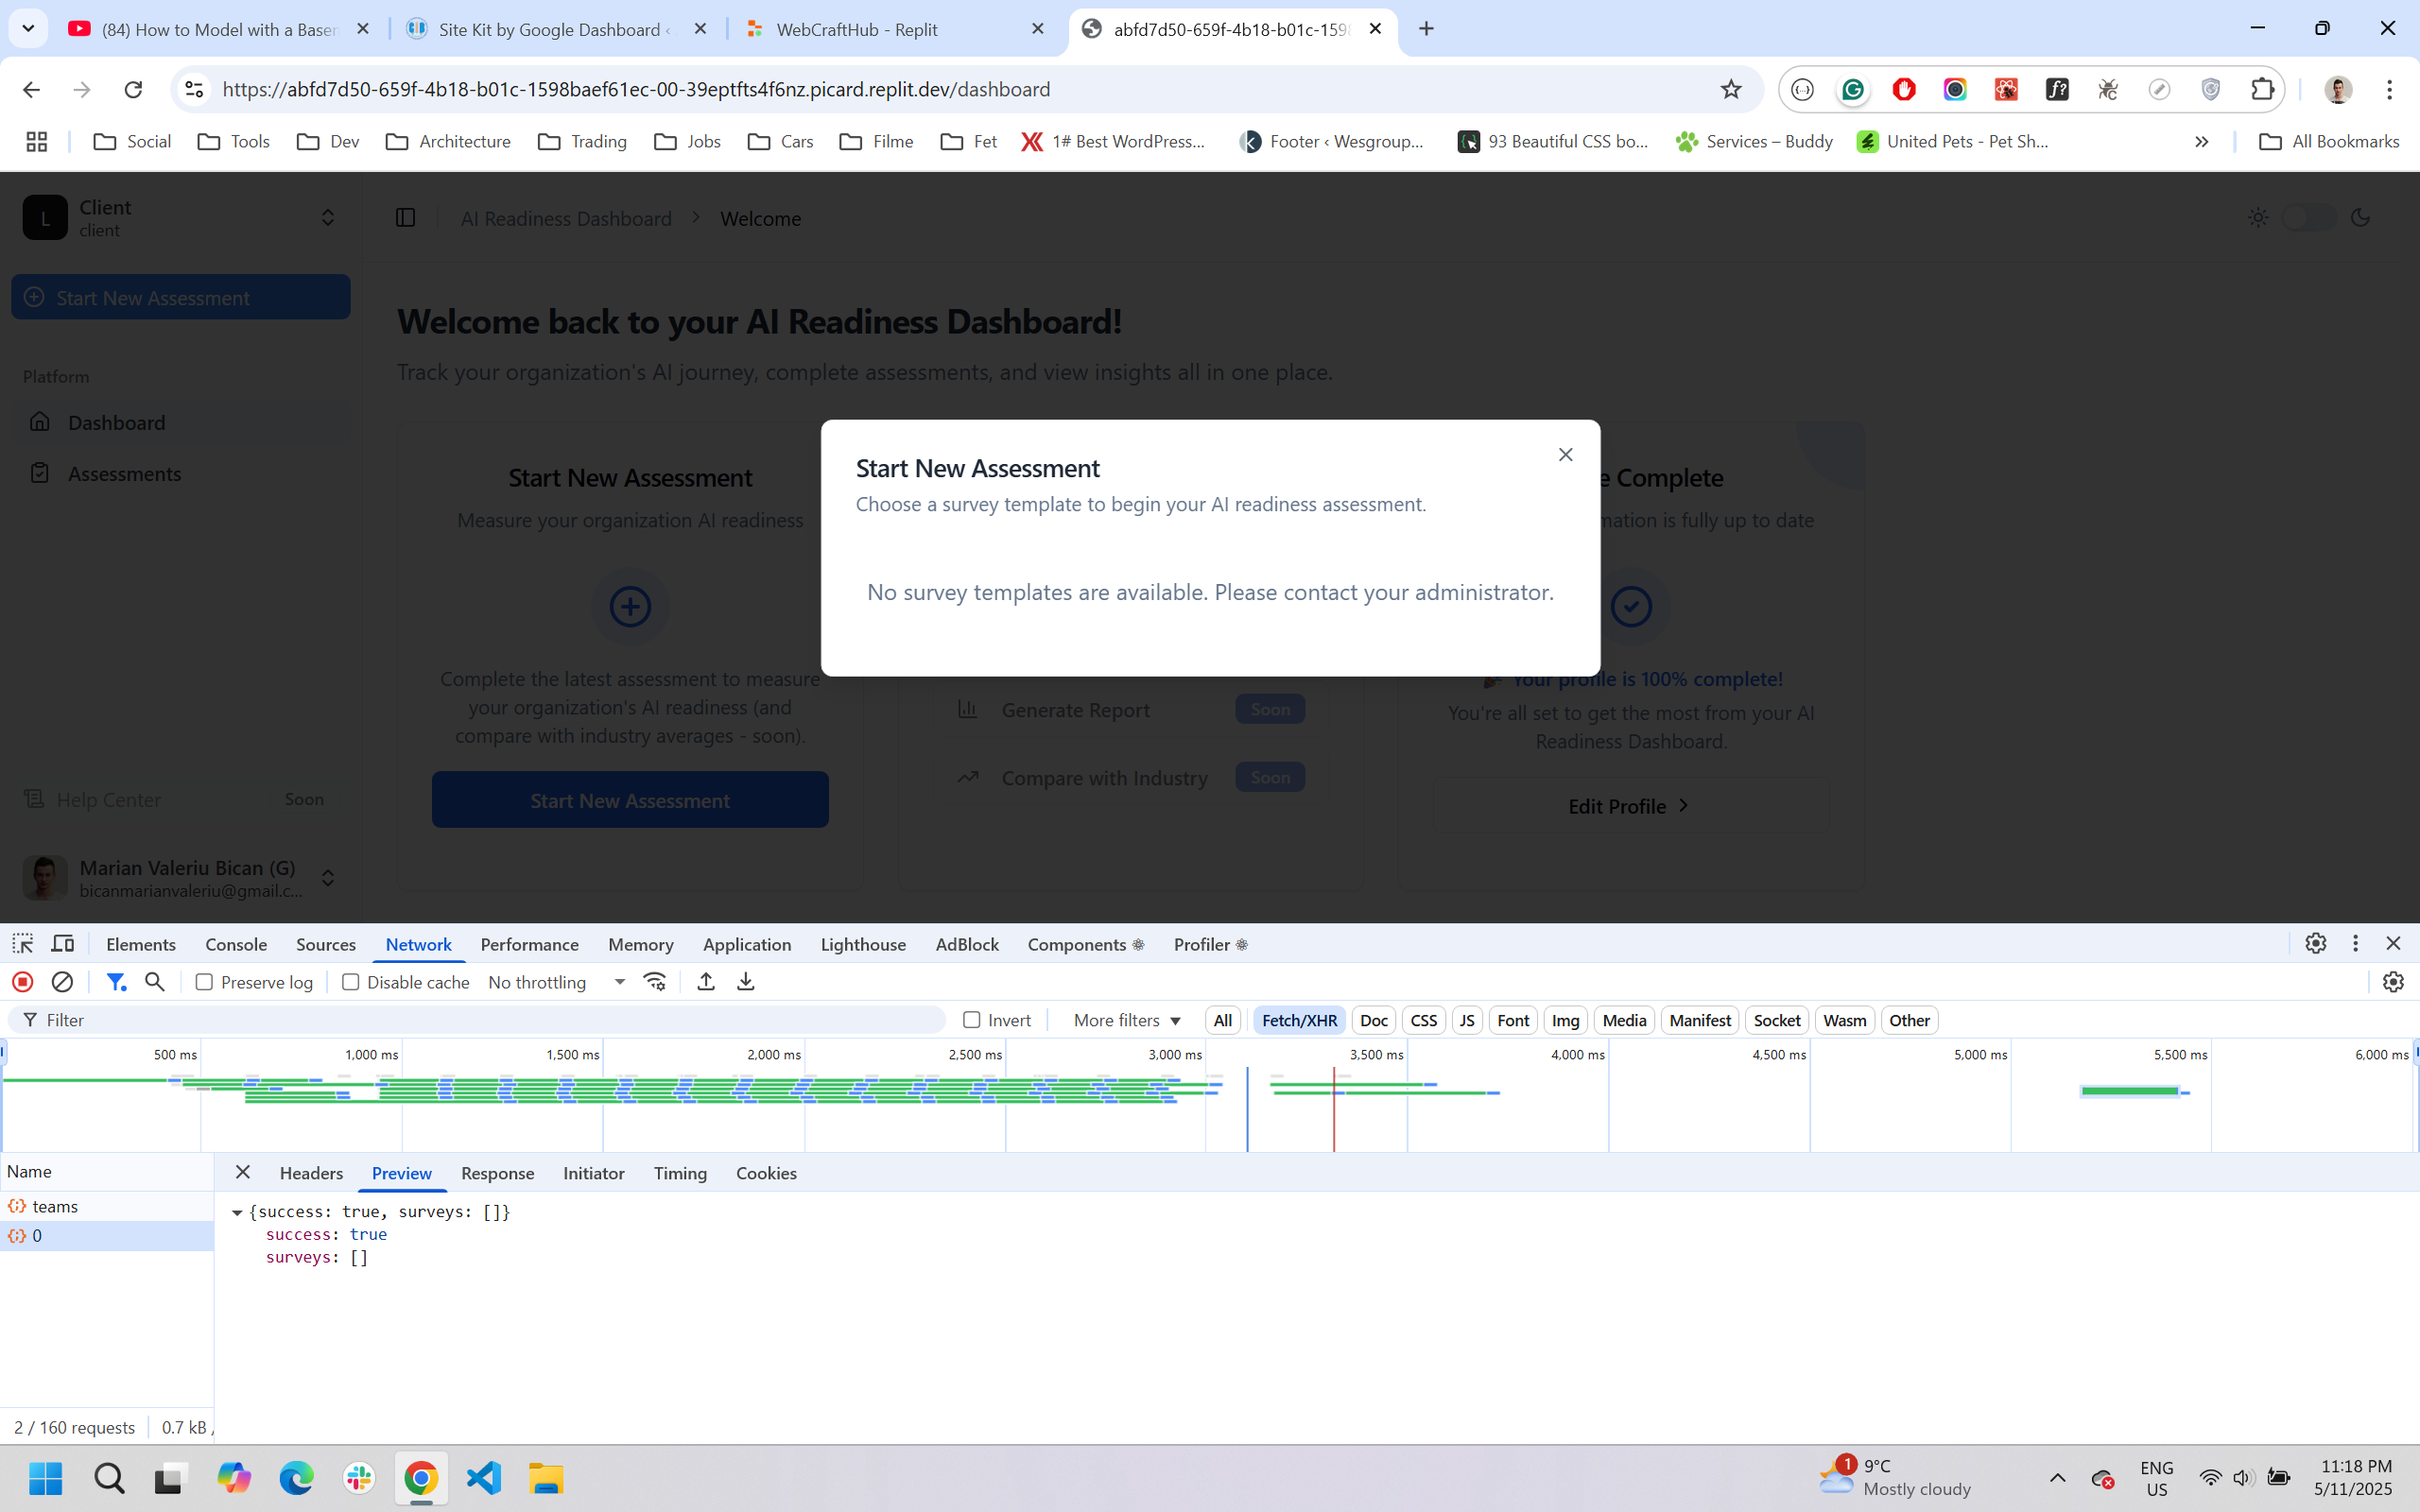 (84) How to Model with a Basen
Site Kit by Google Dashboard ‹
WebCraftHub - Replit
abfd7d50-659f-4b18-b01c-1598
https://abfd7d50-659f-4b18-b01c-1598baef61ec-00-39eptfts4f6nz.picard.replit.dev/dashboard
Social
Tools
Dev
Architecture
Trading
Jobs
Cars
Filme
Fet
1# Best WordPress...
Footer ‹ Wesgroup...
93 Beautiful CSS bo...
Services – Buddy
United Pets - Pet Sh...
All Bookmarks
L
Client
client
AI Readiness Dashboard
Welcome
Start New Assessment
Platform
Dashboard
Assessments
Help Center
Soon
Marian Valeriu Bican (G)
bicanmarianvaleriu@gmail.c...
Welcome back to your AI Readiness Dashboard!
Track your organization's AI journey, complete assessments, and view insights all in one place.
Start New Assessment
Measure your organization AI readiness
Complete the latest assessment to measure
your organization's AI readiness (and
compare with industry averages - soon).
Start New Assessment
Start New Assessment
Choose a survey template to begin your AI readiness assessment.
No survey templates are available. Please contact your administrator.
Generate Report
Soon
Compare with Industry
Soon
Complete
is fully up to date
Your profile is 100% complete!
You're all set to get the most from your AI
Readiness Dashboard.
Edit Profile
Elements
Console
Sources
Network
Performance
Memory
Application
Lighthouse
AdBlock
Components
Profiler
Preserve log
Disable cache
No throttling
Filter
Invert
More filters
All
Fetch/XHR
Doc
CSS
JS
Font
Img
Media
Manifest
Socket
Wasm
Other
500 ms
1,000 ms
1,500 ms
2,000 ms
2,500 ms
3,000 ms
3,500 ms
4,000 ms
4,500 ms
5,000 ms
5,500 ms
6,000 ms
Name
Headers
Preview
Response
Initiator
Timing
Cookies
teams
0
{success: true, surveys: []}
success: true
surveys: []
2 / 160 requests
0.7 kB
1
9°C
Mostly cloudy
ENG
US
11:18 PM
5/11/2025